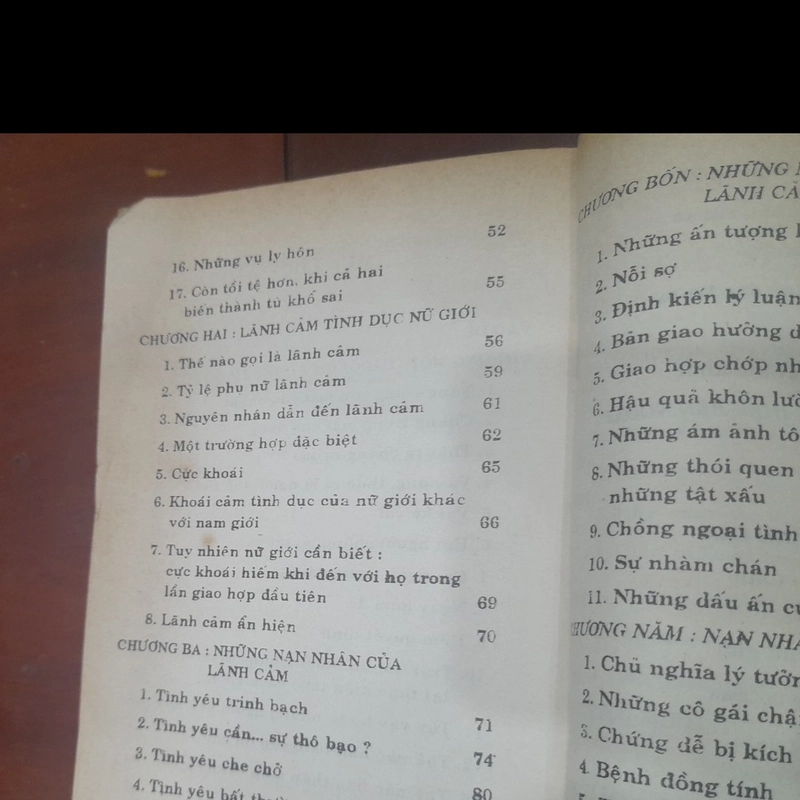 16. Những vụ ly hôn 52
17. Còn tồi tệ hơn, khi cả hai
biến thành tù khổ sai 55
CHƯƠNG HAI : LÃNH CẢM TÌNH DỤC NỮ GIỚI
1. Thế nào gọi là lãnh cảm 56
2. Tỷ lệ phụ nữ lãnh cảm 59
3. Nguyên nhân dẫn đến lãnh cảm 61
4. Một trường hợp đặc biệt 62
5. Cực khoái 65
6. Khoái cảm tình dục của nữ giới khác
với nam giới 66
7. Tuy nhiên nữ giới cần biết :
cực khoái hiếm khi đến với họ trong
lần giao hợp đầu tiên 69
8. Lãnh cảm ẩn hiện 70
CHƯƠNG BA : NHỮNG NẠN NHÂN CỦA
LÃNH CẢM
1. Tình yêu trinh bạch 71
2. Tình yêu cần... sự thô bạo ? 74
3. Tình yêu che chở
4. Tình yêu bất 80
CHƯƠNG BỐN : NHỮNG
LÃNH
1. Những ấn tượng
2. Nỗi sợ
3. Định kiến lý luận
4. Bản giao hưởng
5. Giao hợp chớp
6. Hậu quả khôn
7. Những ám ảnh
8. Những thói quen
những tật xấu
9. Chồng ngoại tình
10. Sự nhàm chán
11. Những dấu ấn
CHƯƠNG NĂM : NẠN
1. Chủ nghĩa lý
2. Những cô gái
3. Chứng dễ bị kích
4. Bệnh đồng tính